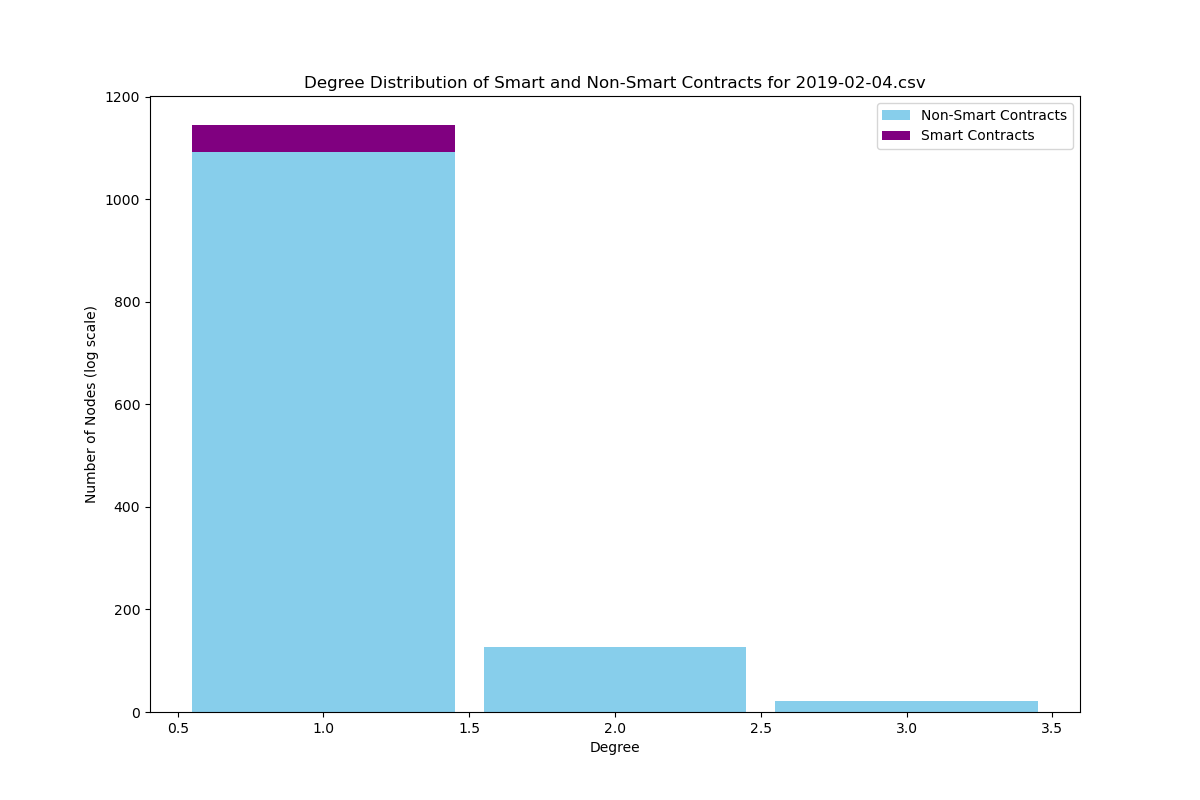 Degree Distribution of Smart and Non-Smart Contracts for 2019-02-04.csv
1200
1000
800
600
400
200
0
Number of Nodes (log scale)
Non-Smart Contracts
Smart Contracts
0.5 1.0 1.5 2.0 2.5 3.0 3.5
Degree